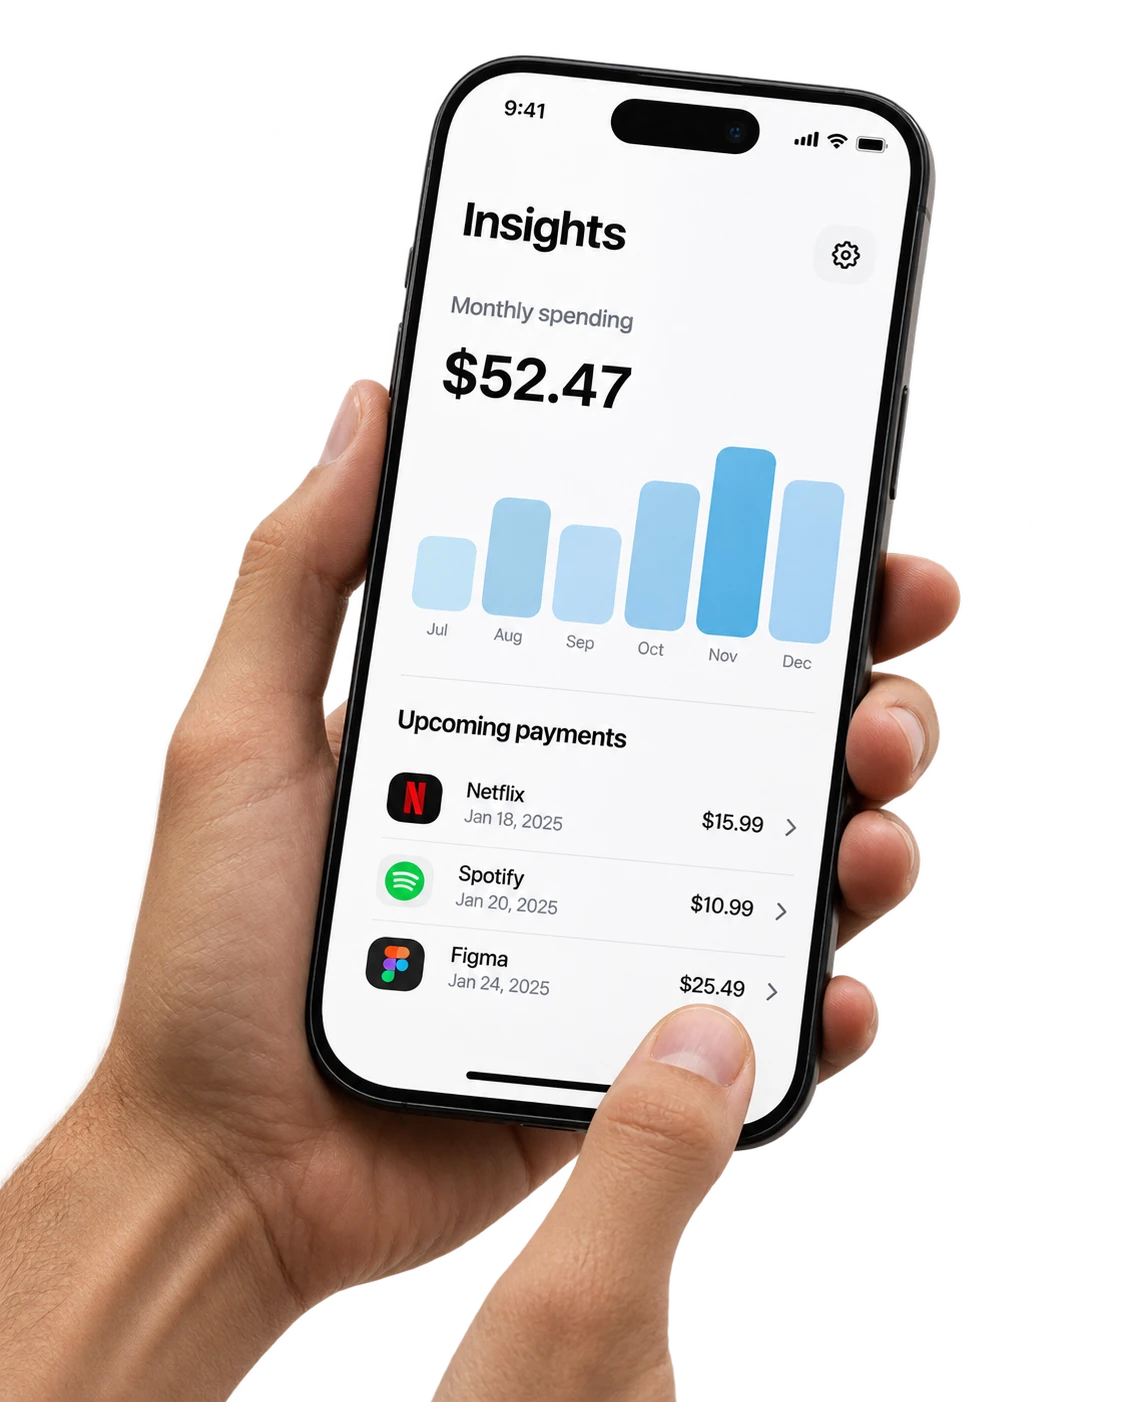 9:41
Insights
Monthly spending
$52.47
Jul Aug Sep Oct Nov Dec
Upcoming payments
Netflix
Jan 18, 2025
$15.99
Spotify
Jan 20, 2025
$10.99
Figma
Jan 24, 2025
$25.49